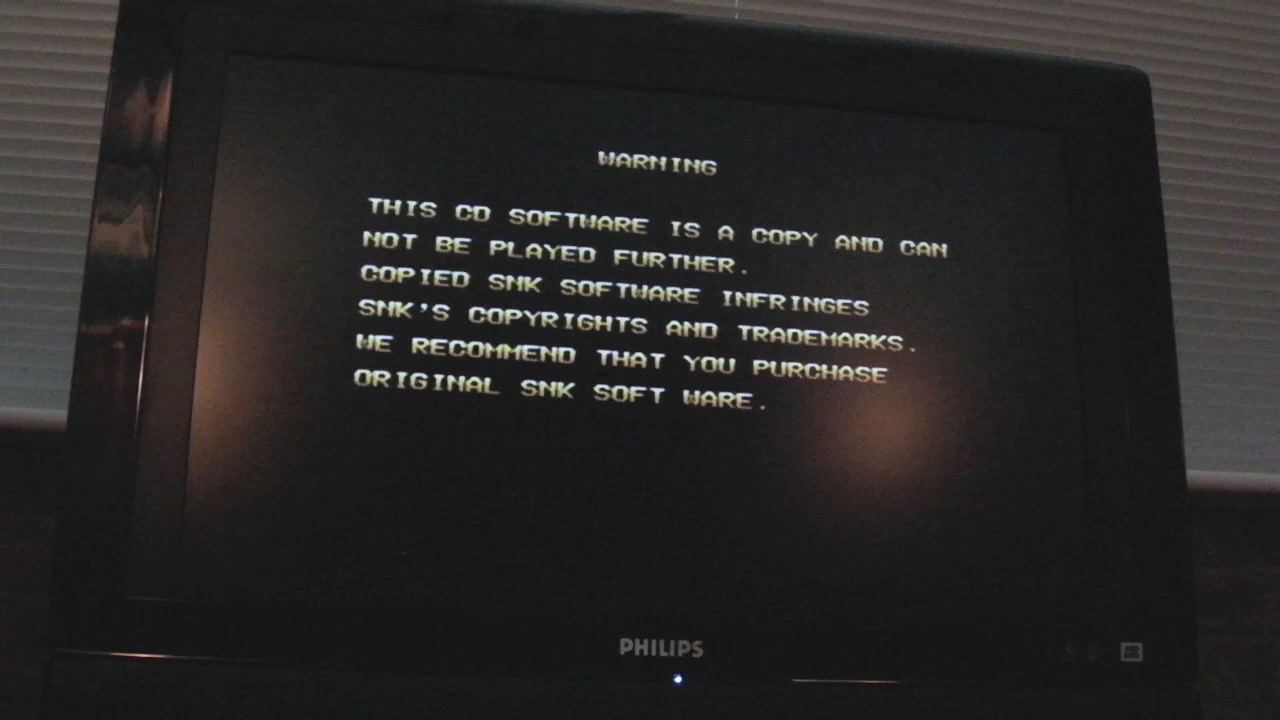 WARNING
THIS CD SOFTWARE IS A COPY AND CAN
NOT BE PLAYED FURTHER.
COPIED SNK SOFTWARE INFRINGES
SNK'S COPYRIGHTS AND TRADEMARKS.
WE RECOMMEND THAT YOU PURCHASE
ORIGINAL SNK SOFT WARE.
PHILIPS